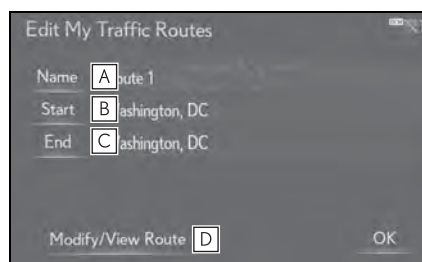 Edit My Traffic Routes
Name A oute 1
Start B ashington, DC
End C ashington, DC
Modify/View Route D OK